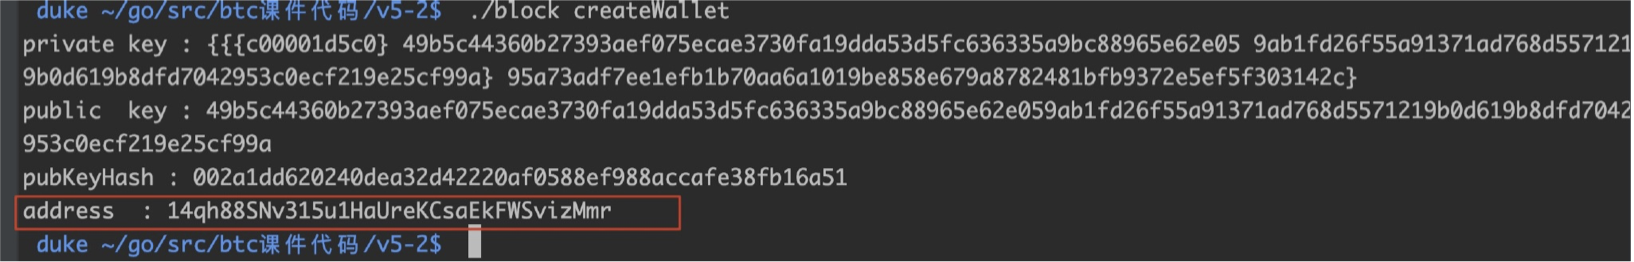 duke ~/go/src/btc课件代码/v5-2$ ./block createWallet
private key : {{{c00001d5c0} 49b5c44360b27393aef075ecae3730fa19dda53d5fc636335a9bc88965e62e05 9ab1fd26f55a91371ad768d557121
9b0d619b8dfd7042953c0ecf219e25cf99a} 95a73adf7ee1efb1b70aa6a1019be858e679a8782481bfb9372e5ef5f303142c}
public  key : 49b5c44360b27393aef075ecae3730fa19dda53d5fc636335a9bc88965e62e059ab1fd26f55a91371ad768d5571219b0d619b8dfd7042
953c0ecf219e25cf99a
pubKeyHash : 002a1dd620240dea32d42220af0588ef988accafe38fb16a51
address  : 14qh88SNv315u1HaUreKCsaEkFWSvizMmr
duke ~/go/src/btc课件代码/v5-2$